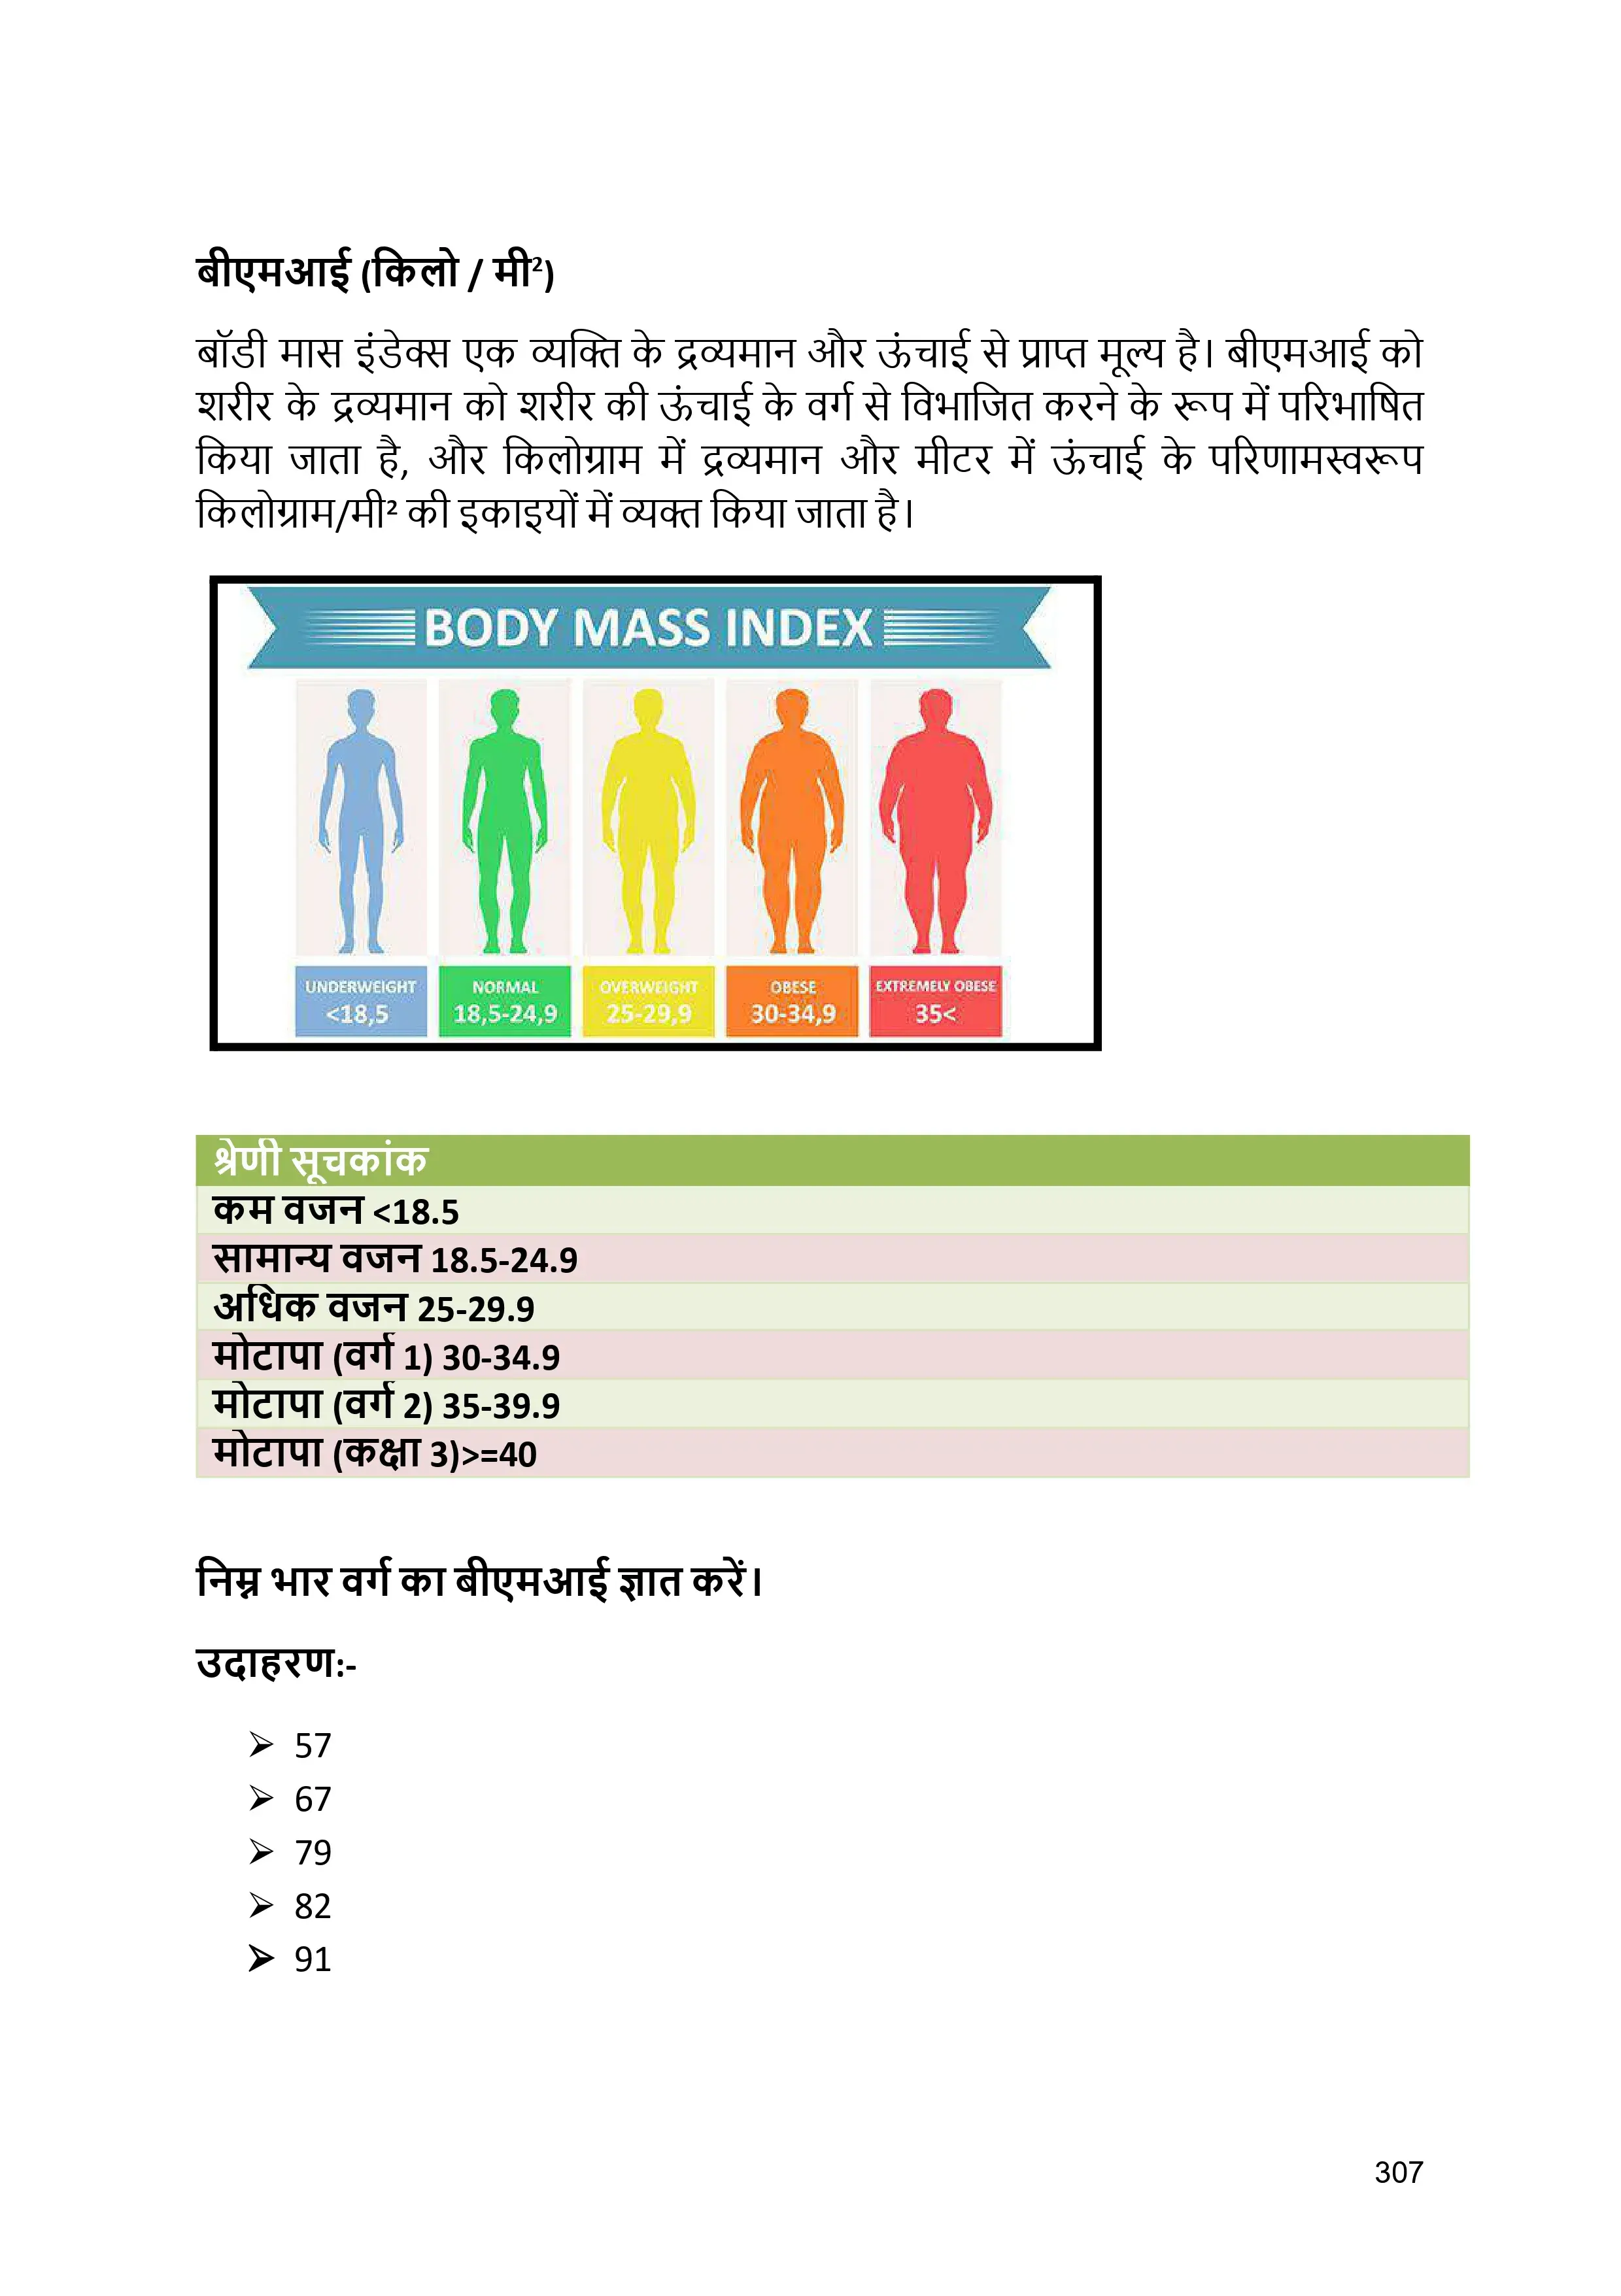 बीएमआई (किलो / मी²)
बॉडी मास इंडेक्स एक व्यक्ति के द्रव्यमान और ऊंचाई से प्राप्त मूल्य है। बीएमआई को
शरीर के द्रव्यमान को शरीर की ऊंचाई के वर्ग से विभाजित करने के रूप में परिभाषित
किया जाता है, और किलोग्राम में द्रव्यमान और मीटर में ऊंचाई के परिणामस्वरूप
किलोग्राम/मी² की इकाइयों में व्यक्त किया जाता है।
BODY MASS INDEX
UNDERWEIGHT NORMAL OVERWEIGHT OBESE EXTREMELY OBESE
<18,5 18,5-24,9 25-29,9 30-34,9 35<
श्रेणी सूचकांक
कम वजन <18.5
सामान्य वजन 18.5-24.9
अधिक वजन 25-29.9
मोटापा (वर्ग 1) 30-34.9
मोटापा (वर्ग 2) 35-39.9
मोटापा (कक्षा 3)>=40
निम्न भार वर्ग का बीएमआई ज्ञात करें।
उदाहरण:-
➢ 57
➢ 67
➢ 79
➢ 82
➢ 91
307